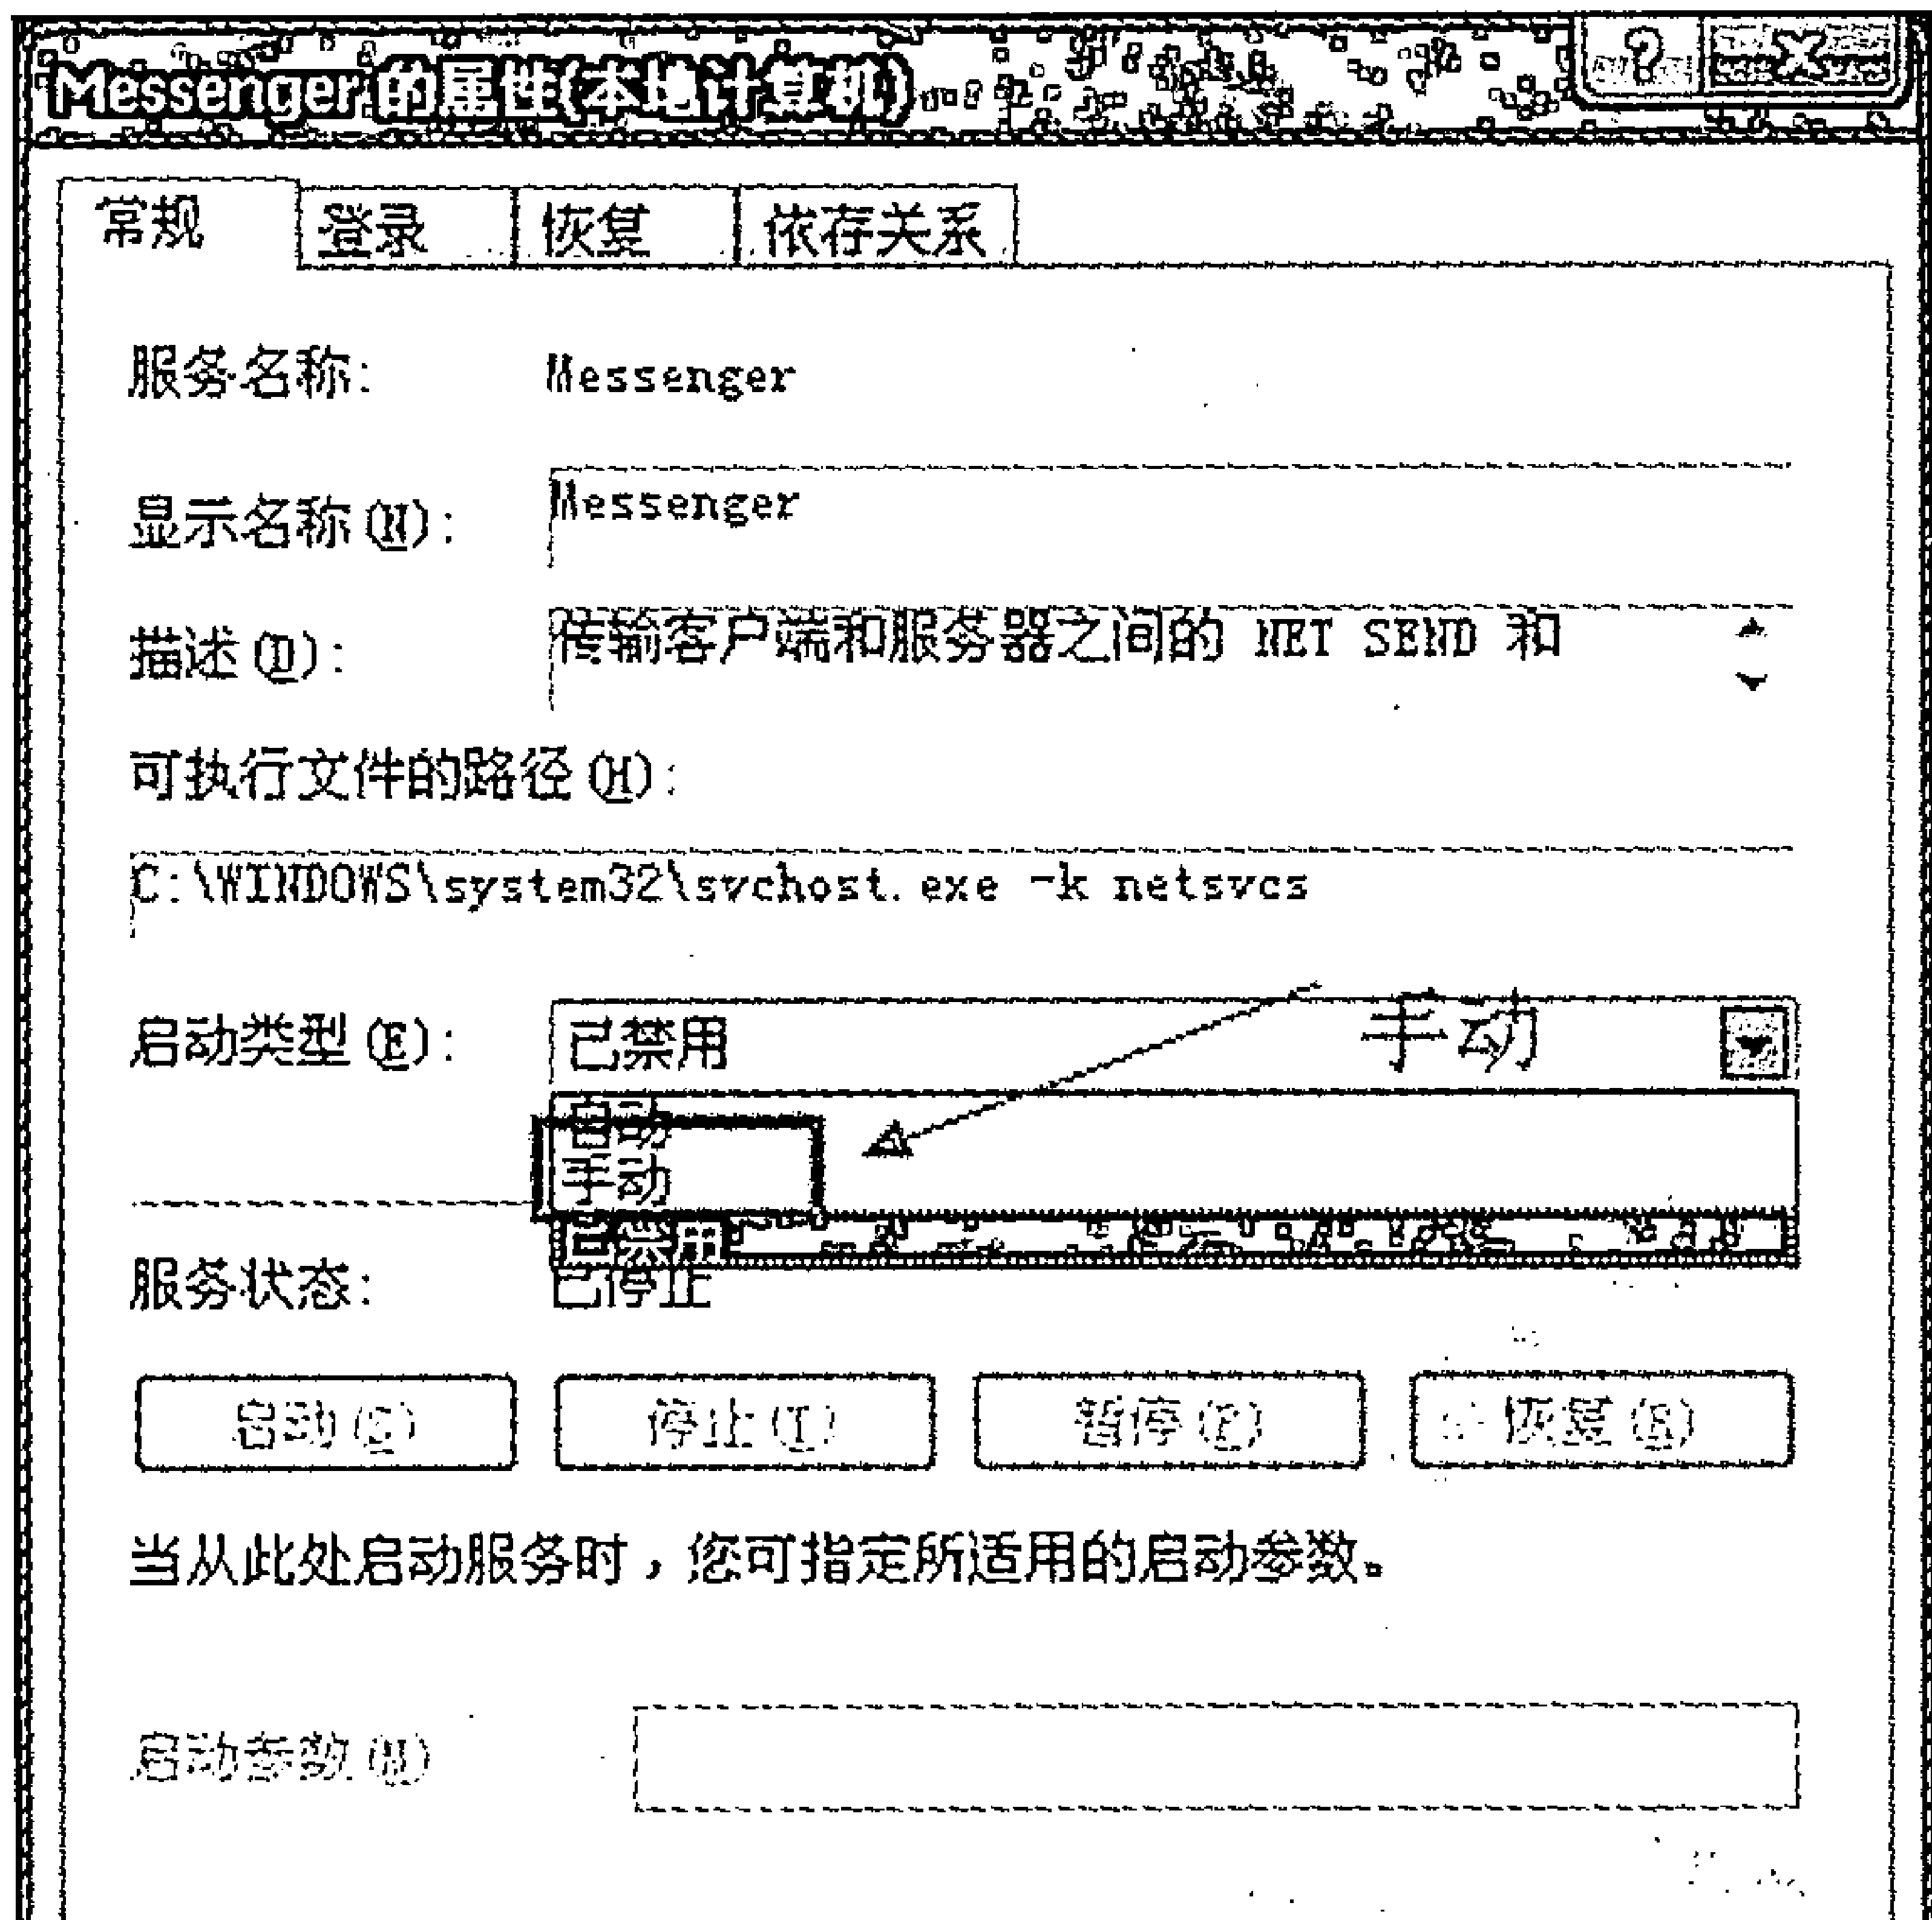 Messenger 的属性(本地计算机)
常规 登录 恢复 依存关系
服务名称: Messenger
显示名称(N): Messenger
描述(D): 传输客户端和服务器之间的 NET SEND 和
可执行文件的路径(H):
C:\WINDOWS\system32\svchost.exe -k netsvcs
启动类型(E): 已禁用 手动
自动
手动
已禁用
服务状态: 已停止
启动(S) 停止(T) 暂停(P) 恢复(R)
当从此处启动服务时，您可指定所适用的启动参数。
启动参数(M)